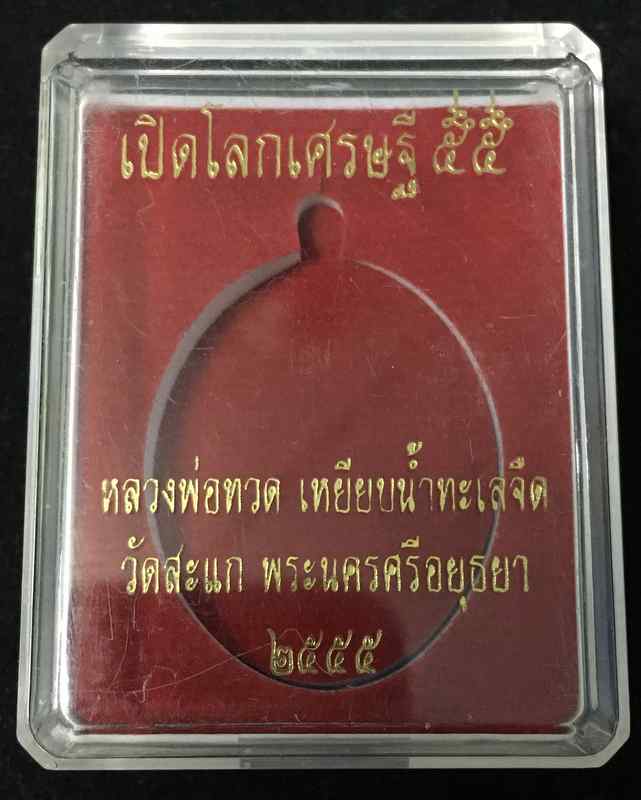 เปิดโลกเศรษฐี ๕๕
หลวงพ่อทวด เหยียบน้ำทะเลจืด
วัดสะแก พระนครศรีอยุธยา
๒๕๕๕